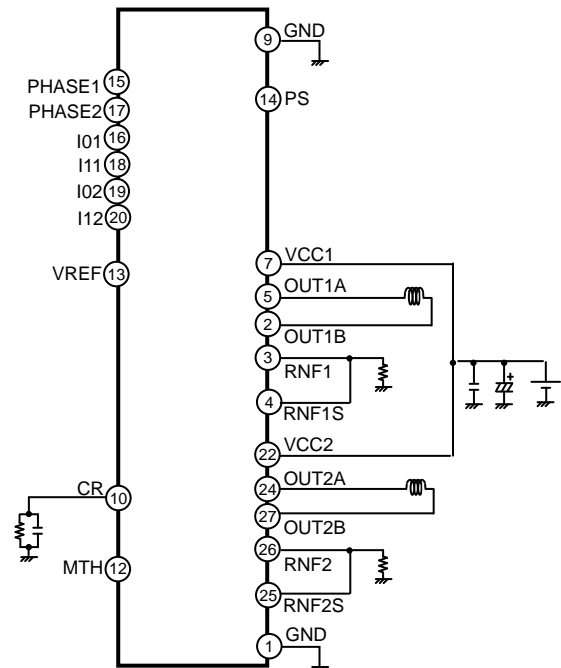 9 GND
15 PHASE1
14 PS
17 PHASE2
16 I01
18 I11
19 I02
20 I12
7 VCC1
13 VREF
5 OUT1A
2 OUT1B
3 RNF1
4 RNF1S
22 VCC2
24 OUT2A
10 CR
27 OUT2B
26 RNF2
12 MTH
25 RNF2S
1 GND
+